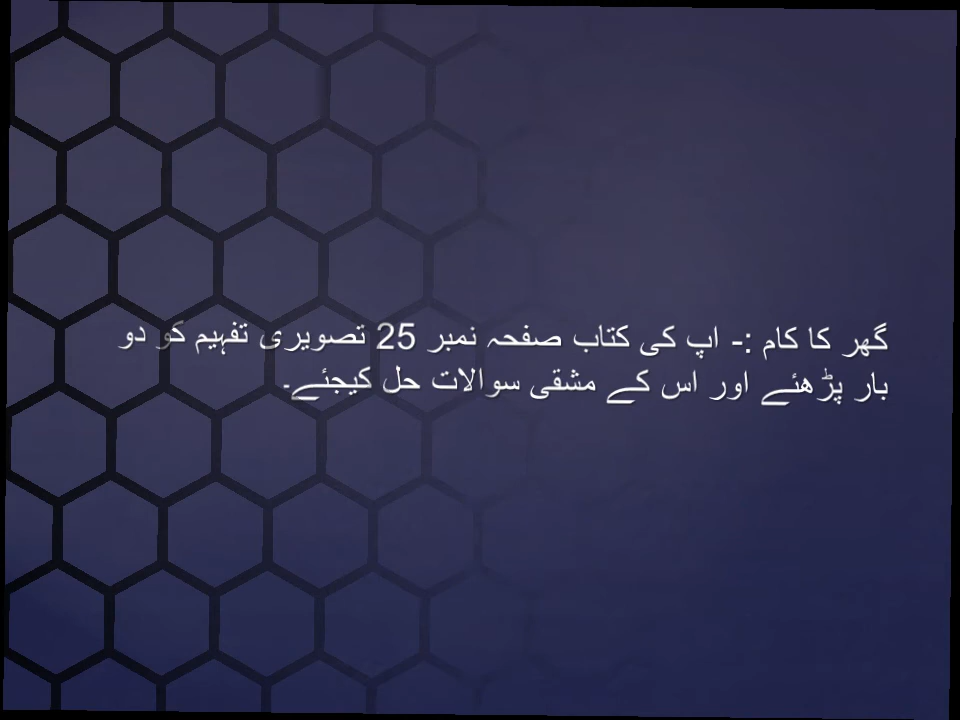 گھر کا کام :- اپ کی کتاب صفحہ نمبر 25 تصویری تفہیم کو دو
بار پڑھئے اور اس کے مشقی سوالات حل کیجئے۔